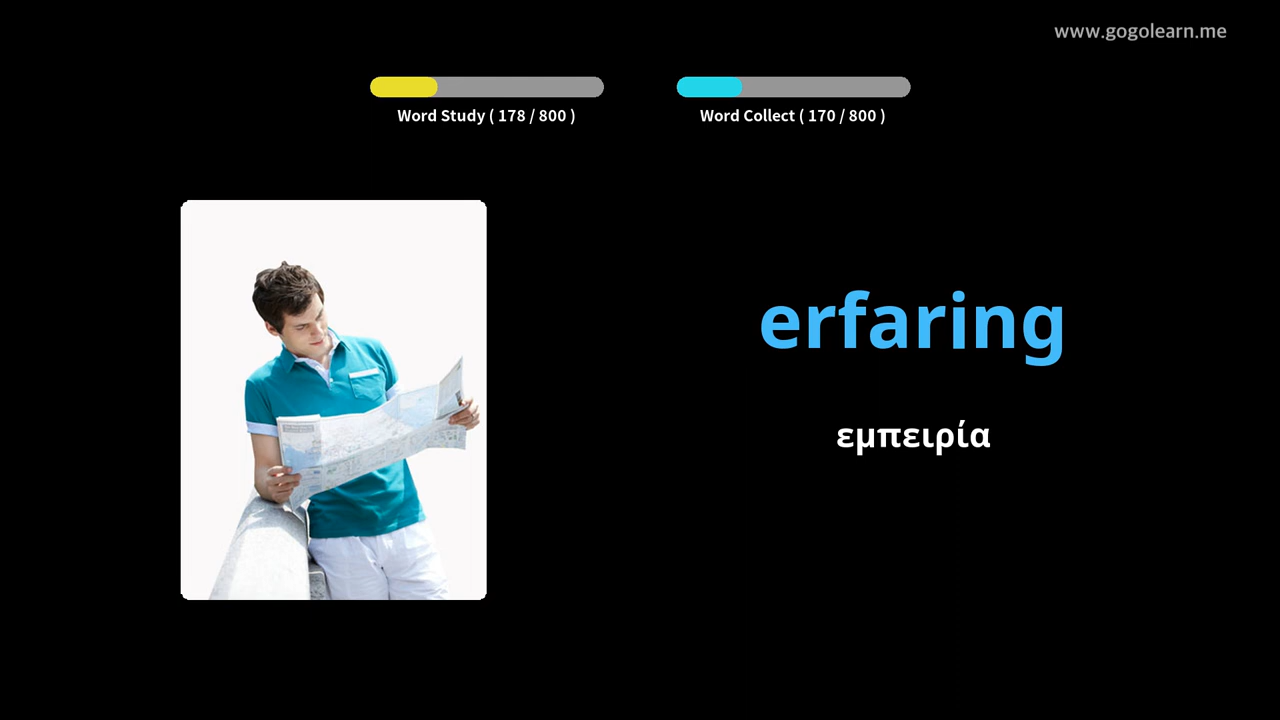 www.gogolearn.me
Word Study ( 178 / 800 )
Word Collect ( 170 / 800 )
erfaring
εμπειρία